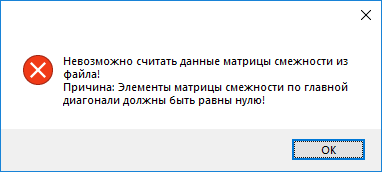 Невозможно считать данные матрицы смежности из
файла!
Причина: Элементы матрицы смежности по главной
диагонали должны быть равны нулю!
OK